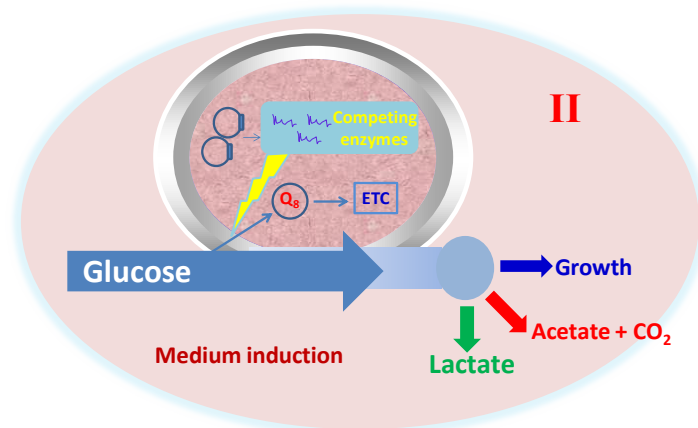 II
Competing
enzymes
Q₈
ETC
Glucose
Growth
Acetate + CO₂
Medium induction
Lactate